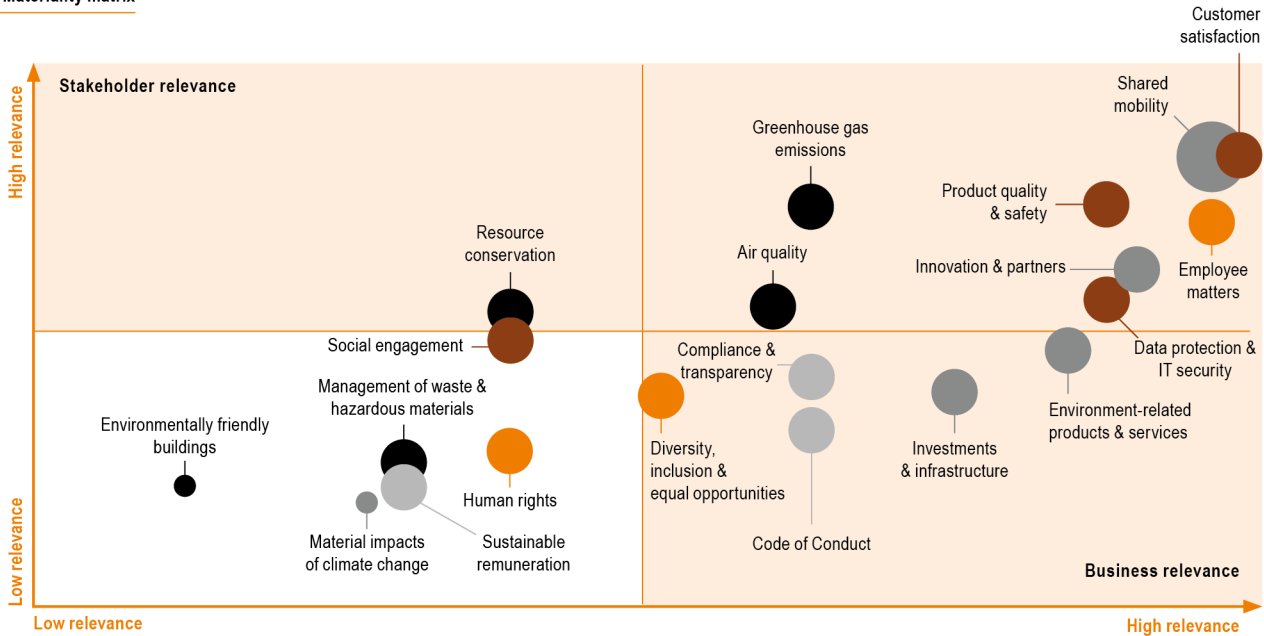 Materiality matrix
Customer
satisfaction
Stakeholder relevance
Shared
mobility
High relevance
Greenhouse gas
emissions
Product quality
& safety
Resource
conservation
Air quality
Innovation & partners
Employee
matters
Social engagement
Compliance &
transparency
Data protection &
IT security
Management of waste &
hazardous materials
Environmentally friendly
buildings
Environment-related
products & services
Diversity,
inclusion &
equal opportunities
Investments
& infrastructure
Human rights
Low relevance
Material impacts
of climate change
Sustainable
remuneration
Code of Conduct
Business relevance
Low relevance
High relevance